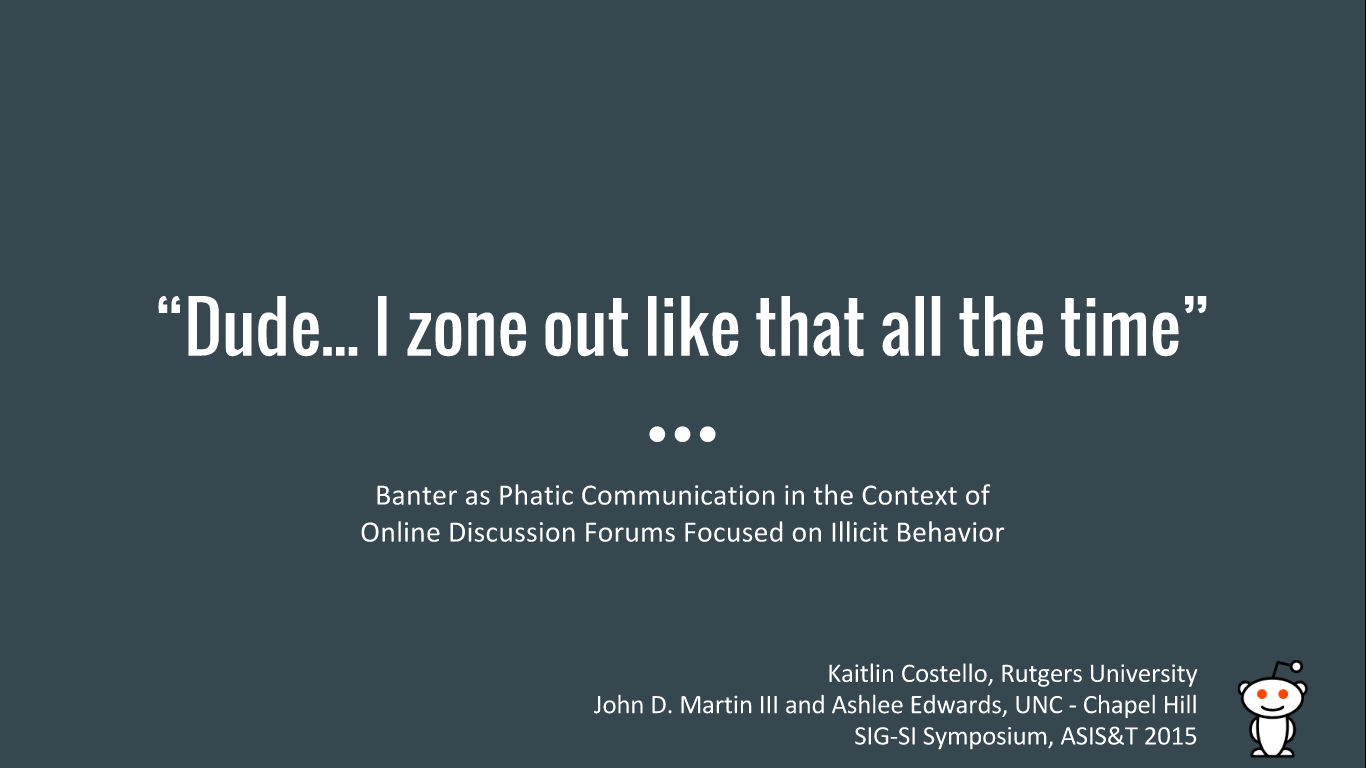 “Dude... I zone out like that all the time”
Banter as Phatic Communication in the Context of
Online Discussion Forums Focused on Illicit Behavior
Kaitlin Costello, Rutgers University
John D. Martin III and Ashlee Edwards, UNC - Chapel Hill
SIG-SI Symposium, ASIS&T 2015